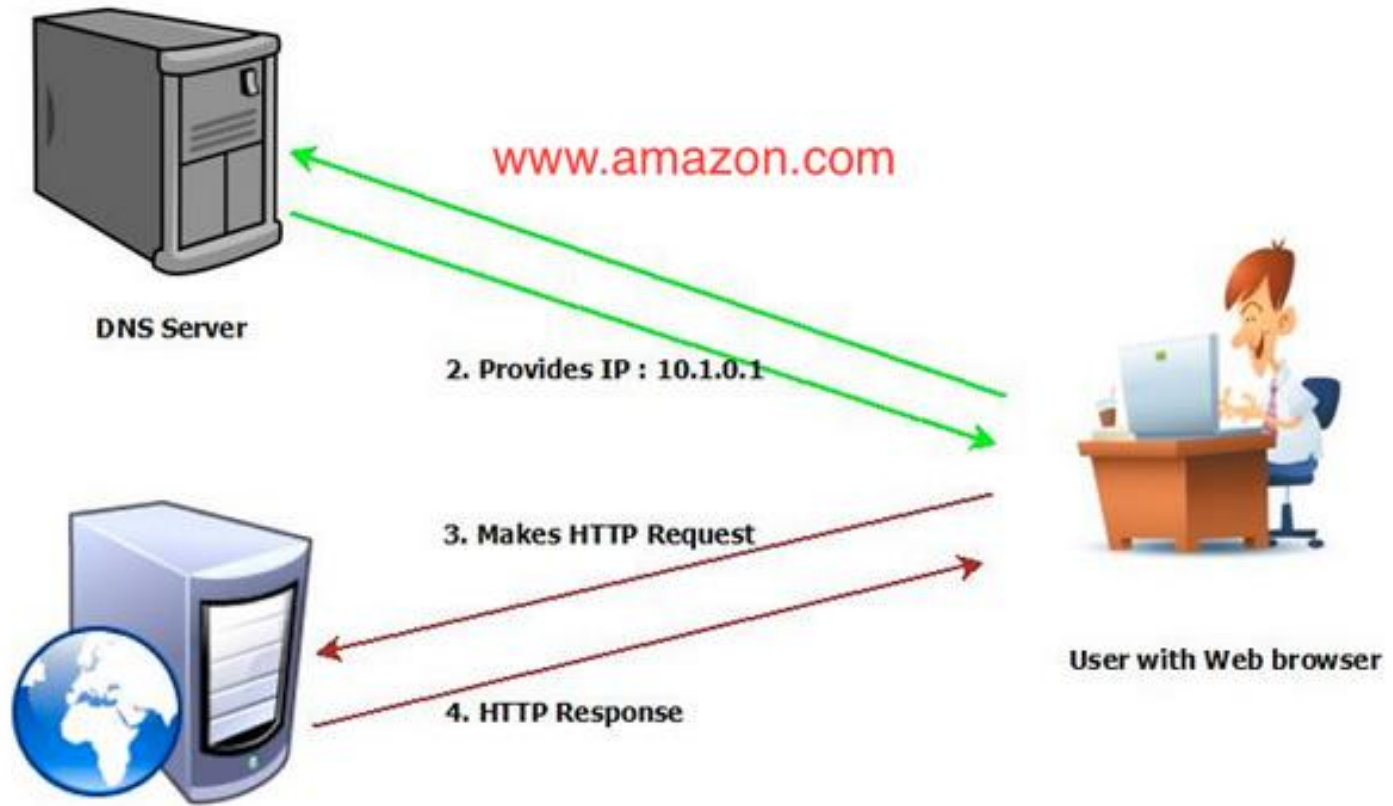 www.amazon.com
DNS Server
2. Provides IP : 10.1.0.1
3. Makes HTTP Request
User with Web browser
4. HTTP Response